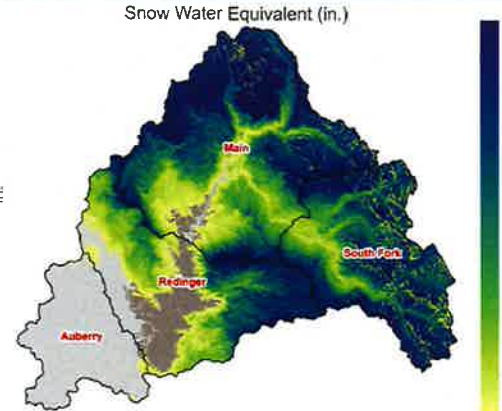 Snow Water Equivalent (in.)
Main
South Fork
Redinger
Auberry